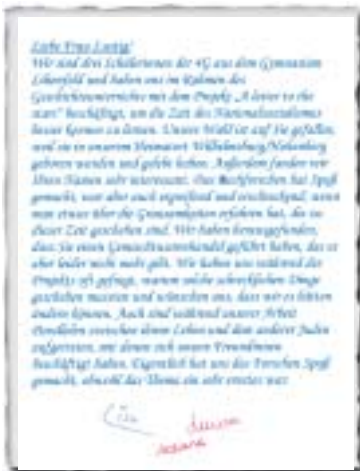 Liebe Frau Lustig!
Wir sind drei Schülerinnen der 4G aus dem Gymnasium
Lilienfeld und haben uns im Rahmen des
Geschichteunterrichts mit dem Projekt „A letter to the
stars" beschäftigt, um die Zeit des Nationalsozialismus
besser kennen zu lernen. Unsere Wahl ist auf Sie gefallen,
weil sie in unserem Heimatort Wilhelmsburg/
geboren wurden und gelebt haben. Außerdem fanden wir
Ihren Namen sehr interessant. Das Nachforschen hat Spaß
gemacht, war aber auch ergreifend und erschreckend, wenn
man etwas über die Grausamkeiten erfahren hat, die in
dieser Zeit geschehen sind. Wir haben herausgefunden,
dass Sie einen Gemischtwarenhandel geführt haben, das es
aber leider nicht mehr gibt. Wir haben uns während des
Projekts oft gefragt, warum solche schrecklichen Dinge
geschehen mussten und wünschten uns, dass wir es hätten
ändern können. Auch sind während unserer Arbeit
Parallelen zwischen ihrem Leben und dem anderer Juden
aufgetreten, mit denen sich unsere Freundinnen
beschäftigt haben. Eigentlich hat uns das Forschen Spaß
gemacht, obwohl das Thema ein sehr ernstes war.